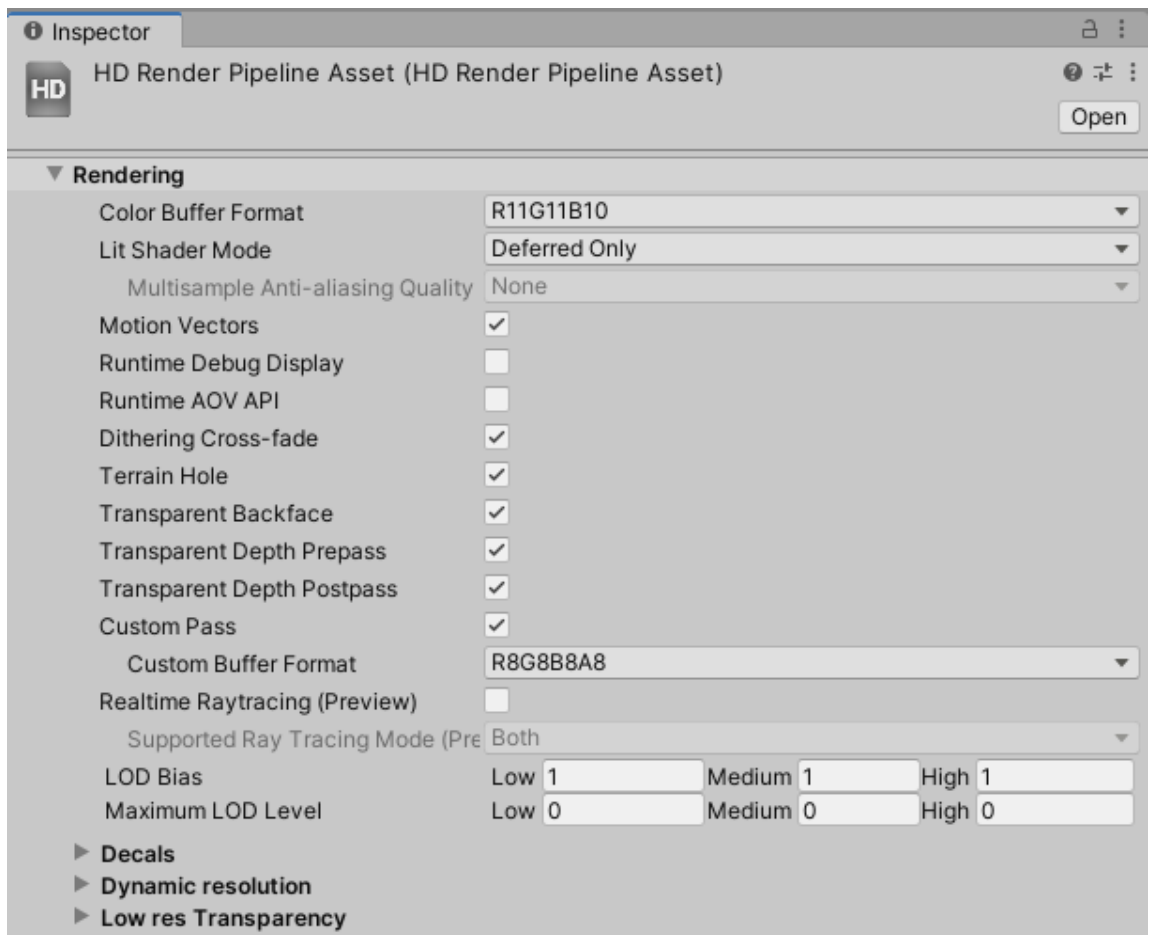 Inspector
HD Render Pipeline Asset (HD Render Pipeline Asset)
HD
Open
Rendering
Color Buffer Format R11G11B10
Lit Shader Mode Deferred Only
Multisample Anti-aliasing Quality None
Motion Vectors
Runtime Debug Display
Runtime AOV API
Dithering Cross-fade
Terrain Hole
Transparent Backface
Transparent Depth Prepass
Transparent Depth Postpass
Custom Pass
Custom Buffer Format R8G8B8A8
Realtime Raytracing (Preview)
Supported Ray Tracing Mode (Pre Both
LOD Bias Low 1 Medium 1 High 1
Maximum LOD Level Low 0 Medium 0 High 0
Decals
Dynamic resolution
Low res Transparency